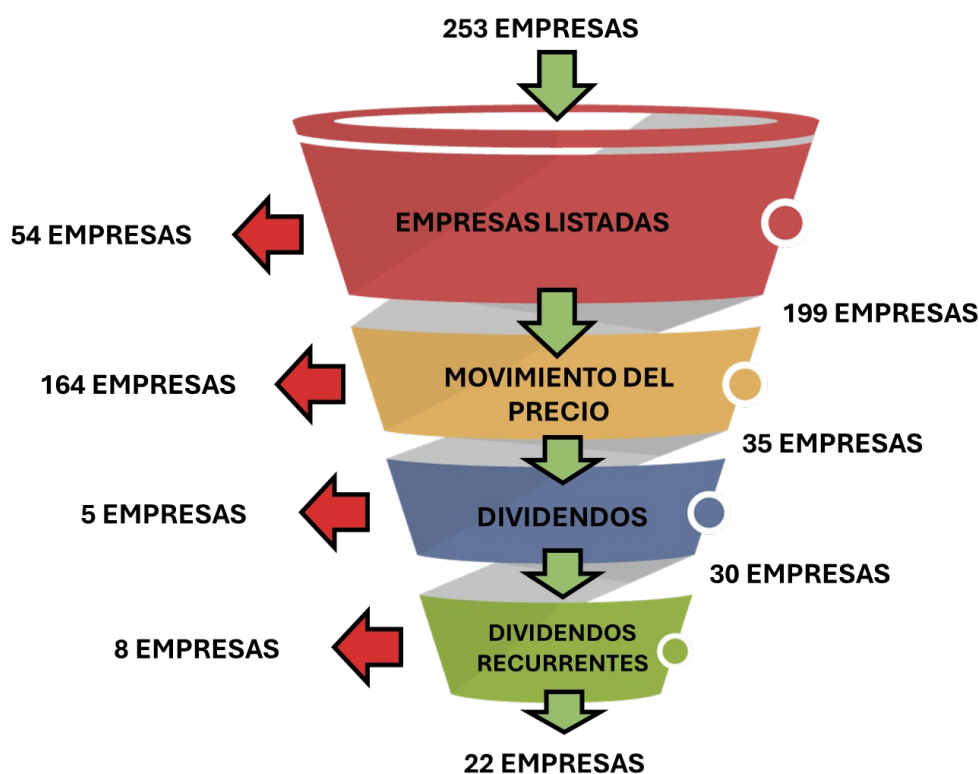 253 EMPRESAS
EMPRESAS LISTADAS
54 EMPRESAS
199 EMPRESAS
MOVIMIENTO DEL
PRECIO
164 EMPRESAS
35 EMPRESAS
DIVIDENDOS
5 EMPRESAS
30 EMPRESAS
DIVIDENDOS
RECURRENTES
8 EMPRESAS
22 EMPRESAS